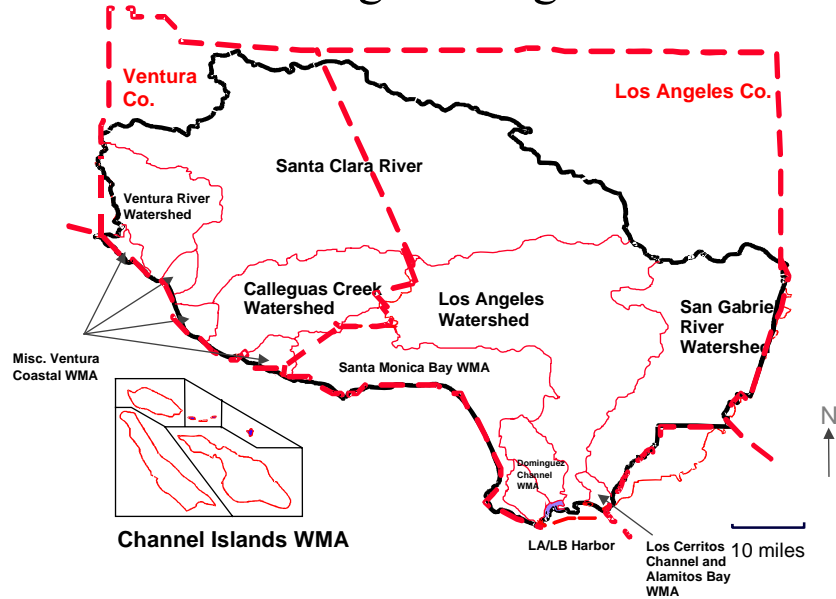 Ventura
Co.
Los Angeles Co.
Santa Clara River
Ventura River
Watershed
Calleguas Creek
Watershed
Los Angeles
Watershed
San Gabriel
River
Watershed
Misc. Ventura
Coastal WMA
Santa Monica Bay WMA
Dominguez
Channel
WMA
N
Channel Islands WMA
LA/LB Harbor
Los Cerritos
Channel and
Alamitos Bay
WMA
10 miles